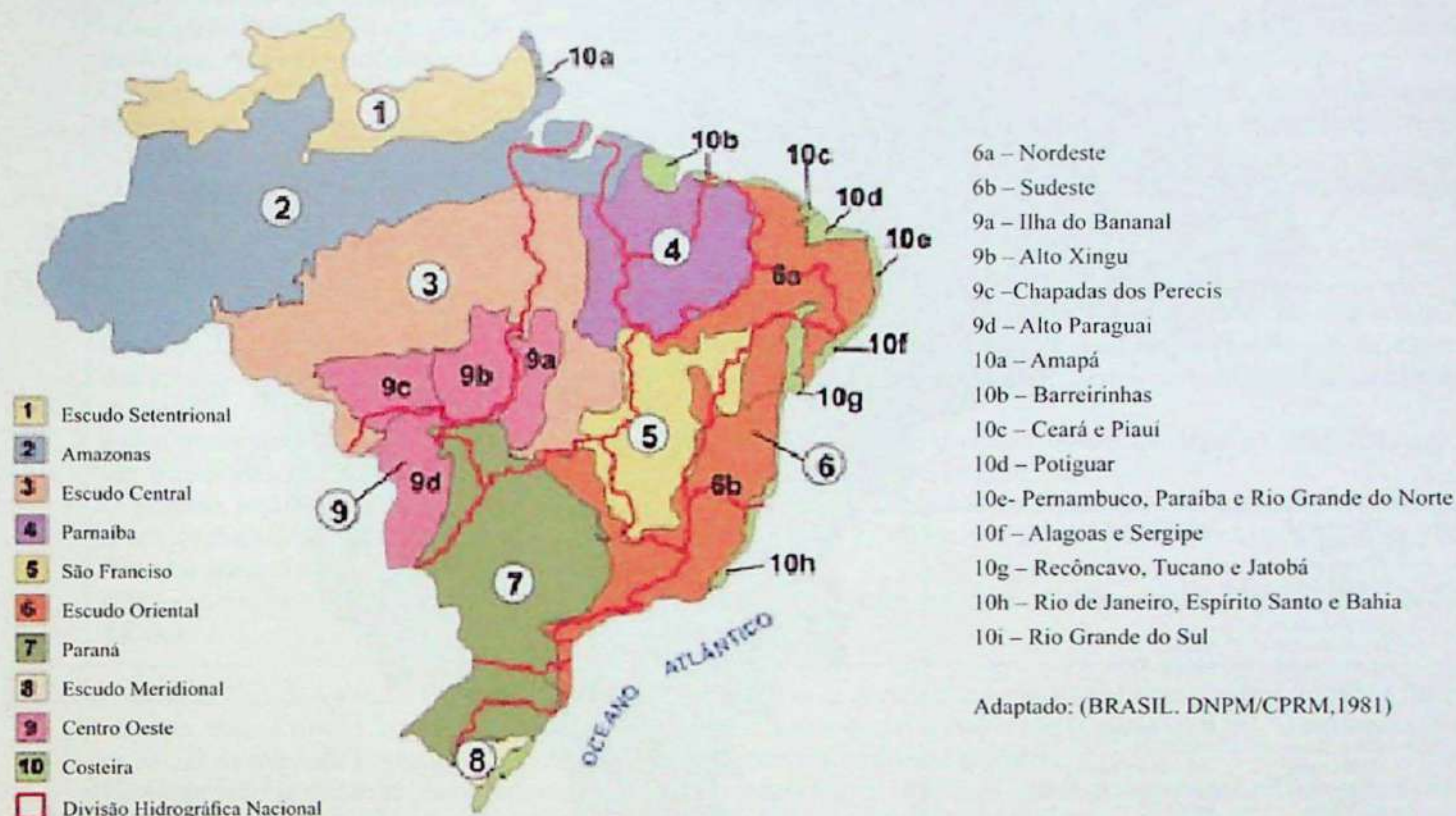 10a
1
10b
10c
10d
2
10e
4
6a
3
10f
9a
9b
9c
10g
5
6
9d
6b
9
10h
7
8
OCEANO ATLÂNTICO
1 Escudo Setentrional
2 Amazonas
3 Escudo Central
4 Parnaíba
5 São Franciso
6 Escudo Oriental
7 Paraná
8 Escudo Meridional
9 Centro Oeste
10 Costeira
Divisão Hidrográfica Nacional
6a – Nordeste
6b – Sudeste
9a – Ilha do Bananal
9b – Alto Xingu
9c –Chapadas dos Perecis
9d – Alto Paraguai
10a – Amapá
10b – Barreirinhas
10c – Ceará e Piauí
10d – Potiguar
10e- Pernambuco, Paraíba e Rio Grande do Norte
10f – Alagoas e Sergipe
10g – Recôncavo, Tucano e Jatobá
10h – Rio de Janeiro, Espírito Santo e Bahia
10i – Rio Grande do Sul
Adaptado: (BRASIL. DNPM/CPRM,1981)